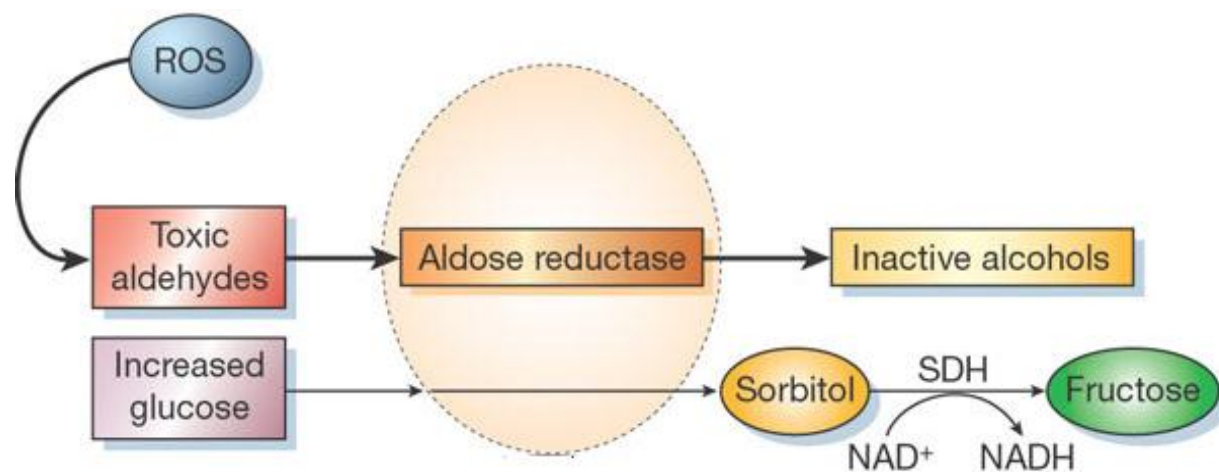 ROS
Toxic
aldehydes
Aldose reductase
Inactive alcohols
Increased
glucose
Sorbitol
SDH
Fructose
NAD+
NADH